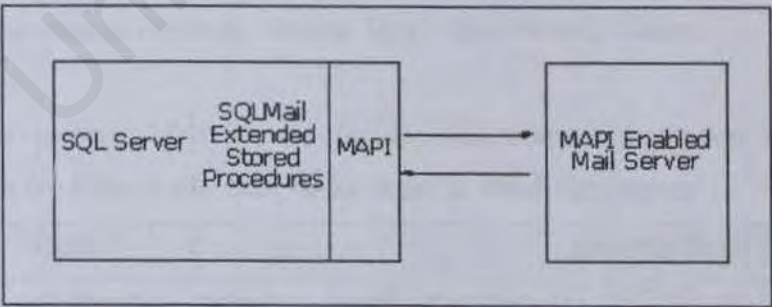 SQL Server
SQLMail
Extended
Stored
Procedures
MAPI
MAPI Enabled
Mail Server